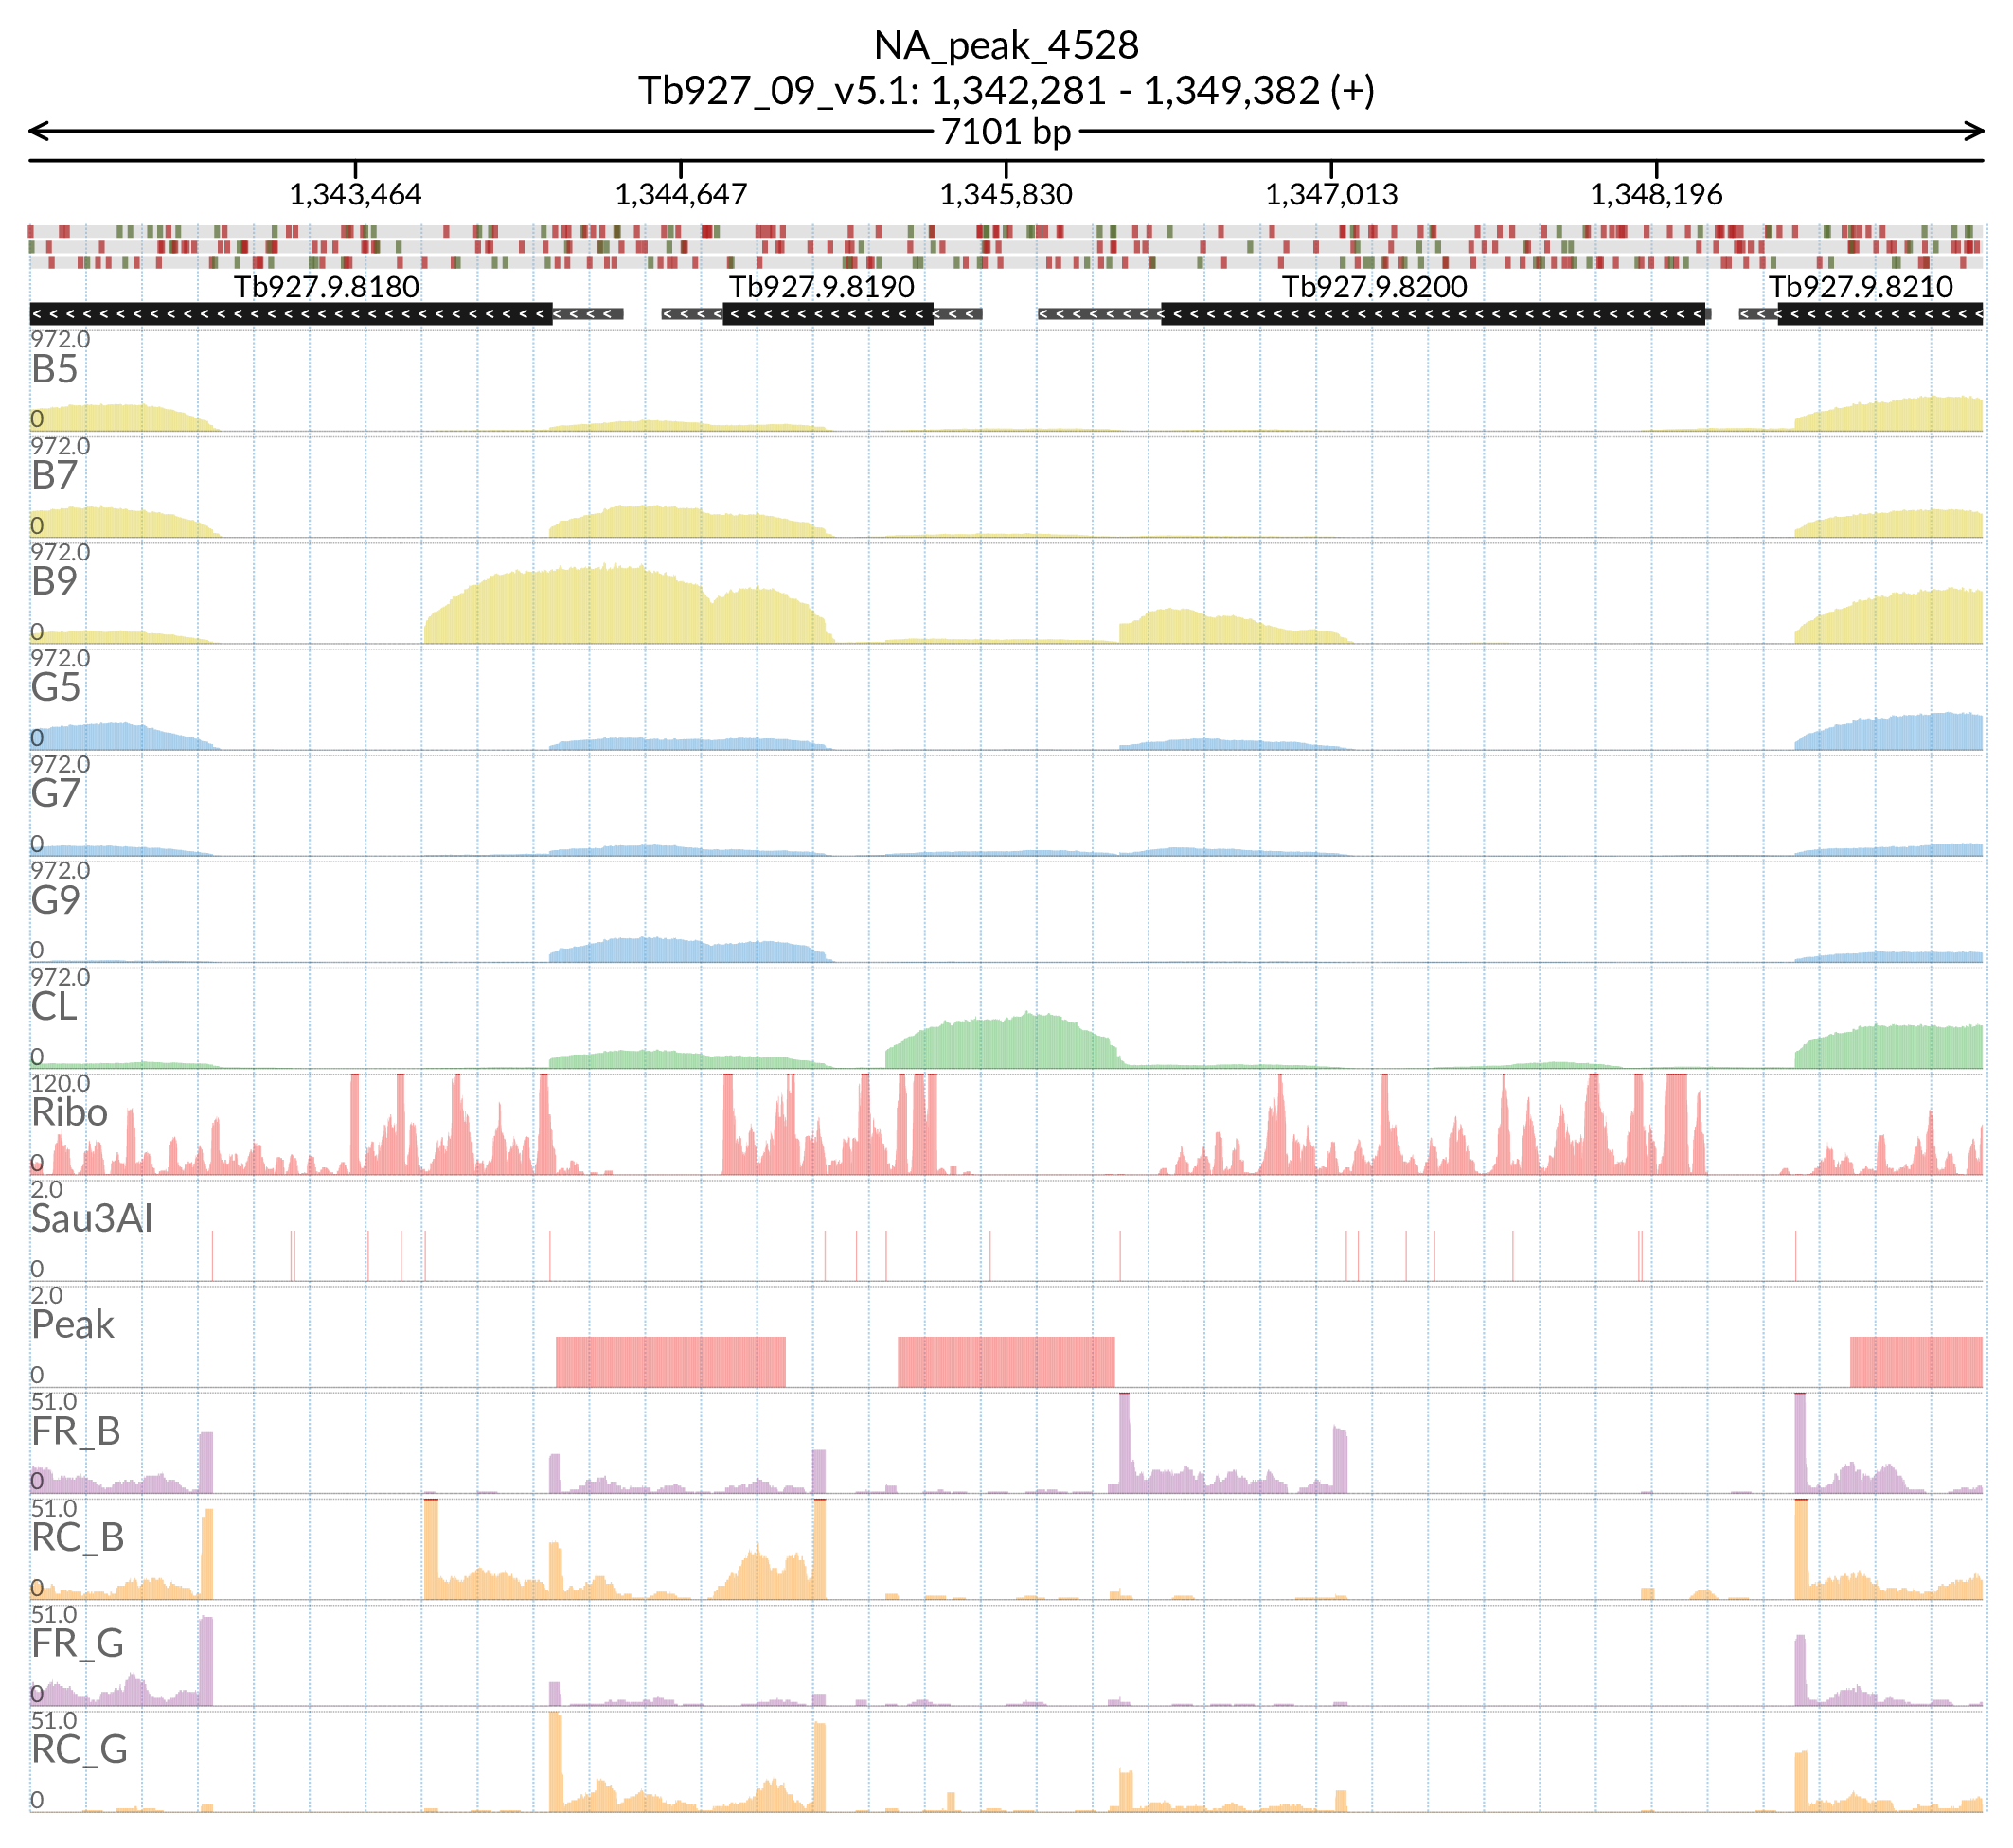 NA_peak_4528
Tb927_09_v5.1: 1,342,281 - 1,349,382 (+)
7101 bp
1,343,464 1,344,647 1,345,830 1,347,013 1,348,196
Tb927.9.8180 Tb927.9.8190 Tb927.9.8200 Tb927.9.8210
972.0
B5
0
972.0
B7
0
972.0
B9
0
972.0
G5
0
972.0
G7
0
972.0
G9
0
972.0
CL
0
120.0
Ribo
0
2.0
Sau3AI
0
2.0
Peak
0
51.0
FR_B
0
51.0
RC_B
0
51.0
FR_G
0
51.0
RC_G
0